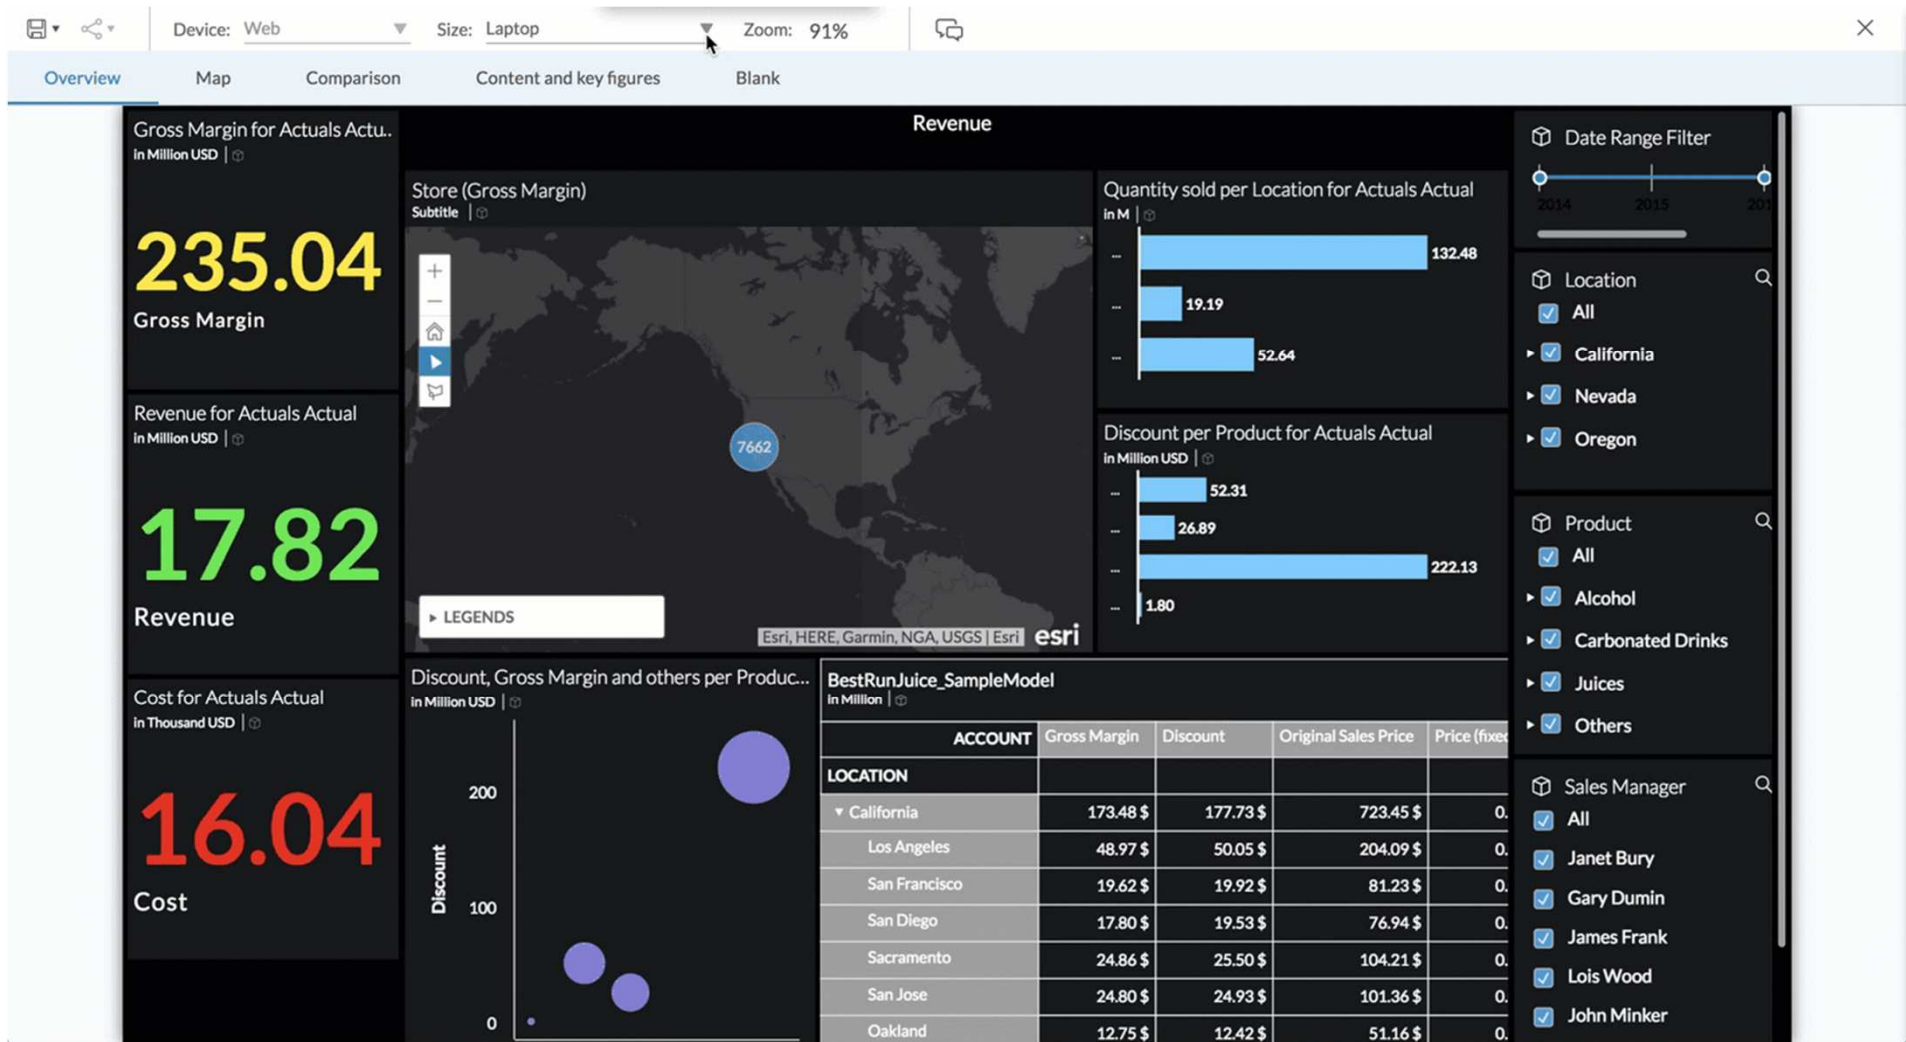 Device: Web
Size: Laptop
Zoom: 91%
Overview
Map
Comparison
Content and key figures
Blank
Gross Margin for Actuals Actu..
in Million USD
235.04
Gross Margin
Revenue for Actuals Actual
in Million USD
17.82
Revenue
Cost for Actuals Actual
in Thousand USD
16.04
Cost
Revenue
Store (Gross Margin)
Subtitle
7662
LEGENDS
Esri, HERE, Garmin, NGA, USGS | Esri
esri
Quantity sold per Location for Actuals Actual
in M
... 132.48
... 19.19
... 52.64
Discount per Product for Actuals Actual
in Million USD
... 52.31
... 26.89
... 222.13
... 1.80
Discount, Gross Margin and others per Produc...
in Million USD
Discount
200
100
0
BestRunJuice_SampleModel
in Million
ACCOUNT Gross Margin Discount Original Sales Price Price (fixed
LOCATION
California 173.48 $ 177.73 $ 723.45 $ 0.
Los Angeles 48.97 $ 50.05 $ 204.09 $ 0.
San Francisco 19.62 $ 19.92 $ 81.23 $ 0.
San Diego 17.80 $ 19.53 $ 76.94 $ 0.
Sacramento 24.86 $ 25.50 $ 104.21 $ 0.
San Jose 24.80 $ 24.93 $ 101.36 $ 0.
Oakland 12.75 $ 12.42 $ 51.16 $ 0.
Date Range Filter
2014 2015 201
Location
All
California
Nevada
Oregon
Product
All
Alcohol
Carbonated Drinks
Juices
Others
Sales Manager
All
Janet Bury
Gary Dumin
James Frank
Lois Wood
John Minker